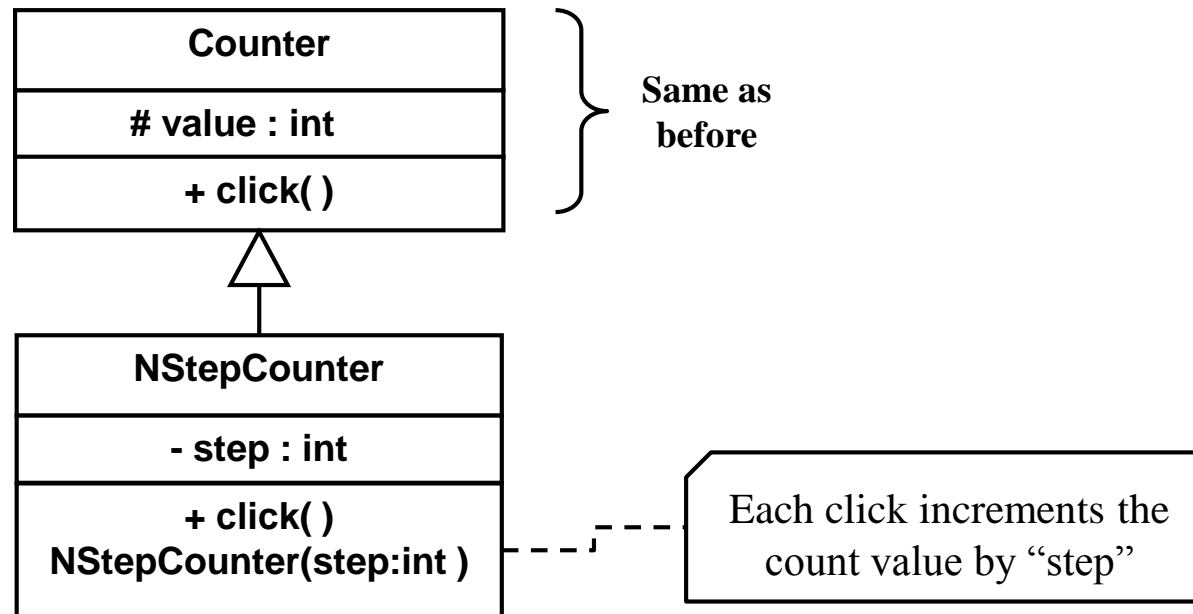 Counter
# value : int
+ click( )
Same as
before
NStepCounter
- step : int
+ click( )
NStepCounter(step:int )
Each click increments the
count value by “step”